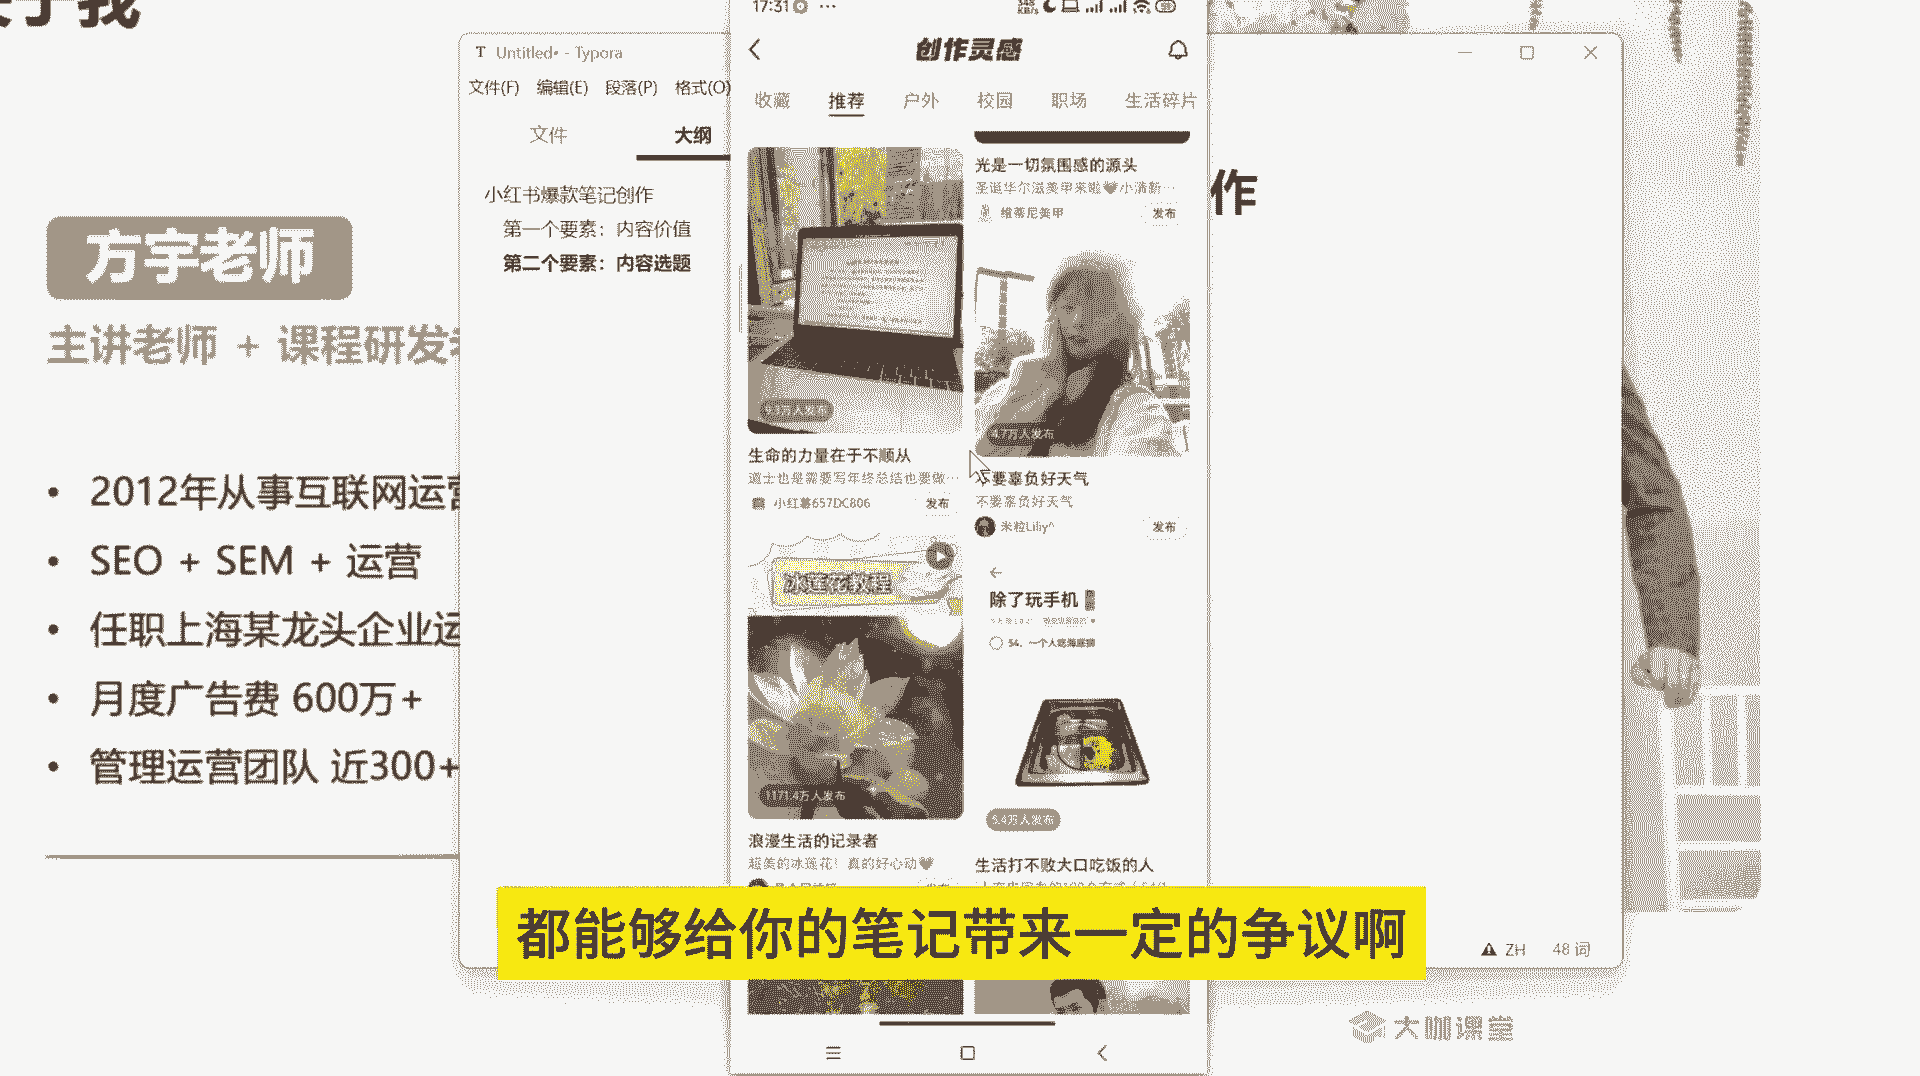 方宇老师
主讲老师 + 课程研发
2012年从事互联网运营
SEO + SEM + 运营
任职上海某龙头企业运
月度广告费 600万+
管理运营团队 近300+
Untitled• - Typora
文件(F) 编辑(E) 段落(P) 格式(O)
文件 大纲
小红书爆款笔记创作
第一个要素：内容价值
第二个要素：内容选题
作
ZH 48 词
17:31
创作灵感
收藏 推荐 户外 校园 职场 生活碎片
9.3万人发布
生命的力量在于不顺从
道士也是需要写年终总结也要做…
小红薯657DC806 发布
冰莲花教程
1171.4万人发布
浪漫生活的记录者
超美的冰莲花！真的好心动
光是一切氛围感的源头
圣诞华尔滋美甲来啦 小清新…
维蒂尼美甲 发布
4.7万人发布
不要辜负好天气
不要辜负好天气
米粒Liliy^ 发布
除了玩手机
54、一个人吃海底捞
5.4万人发布
生活打不败大口吃饭的人
都能够给你的笔记带来一定的争议啊
大咖课堂